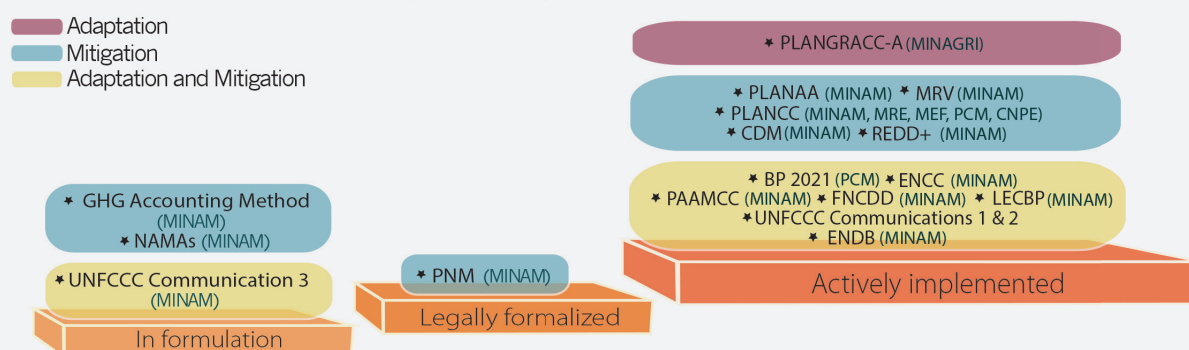 Adaptation
Mitigation
Adaptation and Mitigation
★ PLANGRACC-A (MINAGRI)
★ PLANAA (MINAM) ★ MRV (MINAM)
★ PLANCC (MINAM, MRE, MEF, PCM, CNPE)
★ CDM (MINAM) ★ REDD+ (MINAM)
★ BP 2021 (PCM) ★ ENCC (MINAM)
★ PAAMCC (MINAM) ★ FNCDD (MINAM) ★ LECBP (MINAM)
★ UNFCCC Communications 1 & 2
★ ENDB (MINAM)
Actively implemented
★ GHG Accounting Method
(MINAM)
★ NAMAs (MINAM)
★ UNFCCC Communication 3
(MINAM)
In formulation
★ PNM (MINAM)
Legally formalized